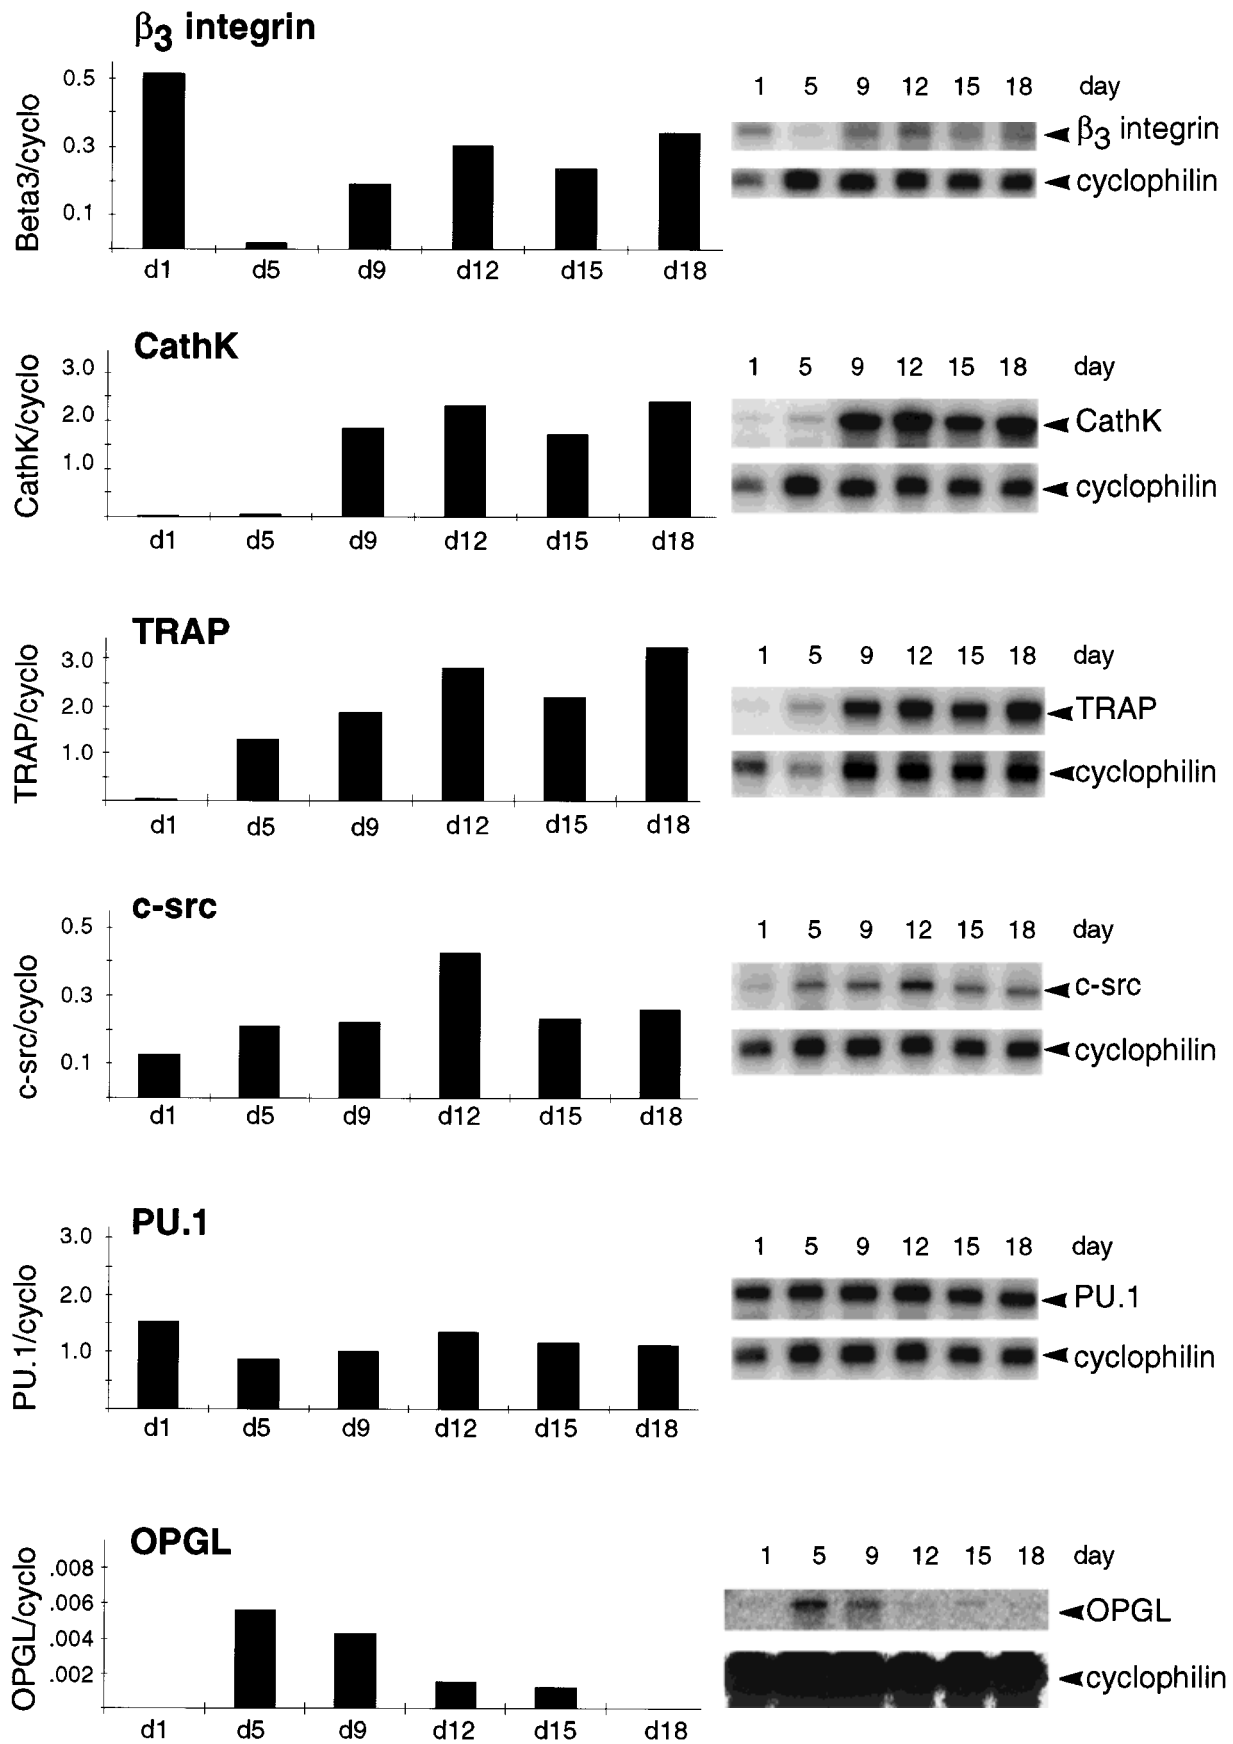 β3 integrin
Beta3/cyclo
0.5
0.3
0.1
d1 d5 d9 d12 d15 d18
1 5 9 12 15 18 day
β3 integrin
cyclophilin
CathK
CathK/cyclo
3.0
2.0
1.0
d1 d5 d9 d12 d15 d18
1 5 9 12 15 18 day
CathK
cyclophilin
TRAP
TRAP/cyclo
3.0
2.0
1.0
d1 d5 d9 d12 d15 d18
1 5 9 12 15 18 day
TRAP
cyclophilin
c-src
c-src/cyclo
0.5
0.3
0.1
d1 d5 d9 d12 d15 d18
1 5 9 12 15 18 day
c-src
cyclophilin
PU.1
PU.1/cyclo
3.0
2.0
1.0
d1 d5 d9 d12 d15 d18
1 5 9 12 15 18 day
PU.1
cyclophilin
OPGL
OPGL/cyclo
.008
.006
.004
.002
d1 d5 d9 d12 d15 d18
1 5 9 12 15 18 day
OPGL
cyclophilin